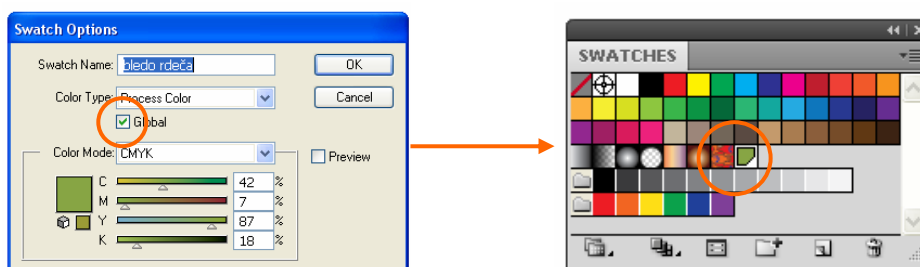 Swatch Options
Swatch Name: bledo rdeča
OK
Color Type: Process Color
Cancel
Global
Color Mode: CMYK
Preview
C 42 %
M 7 %
Y 87 %
K 18 %
SWATCHES